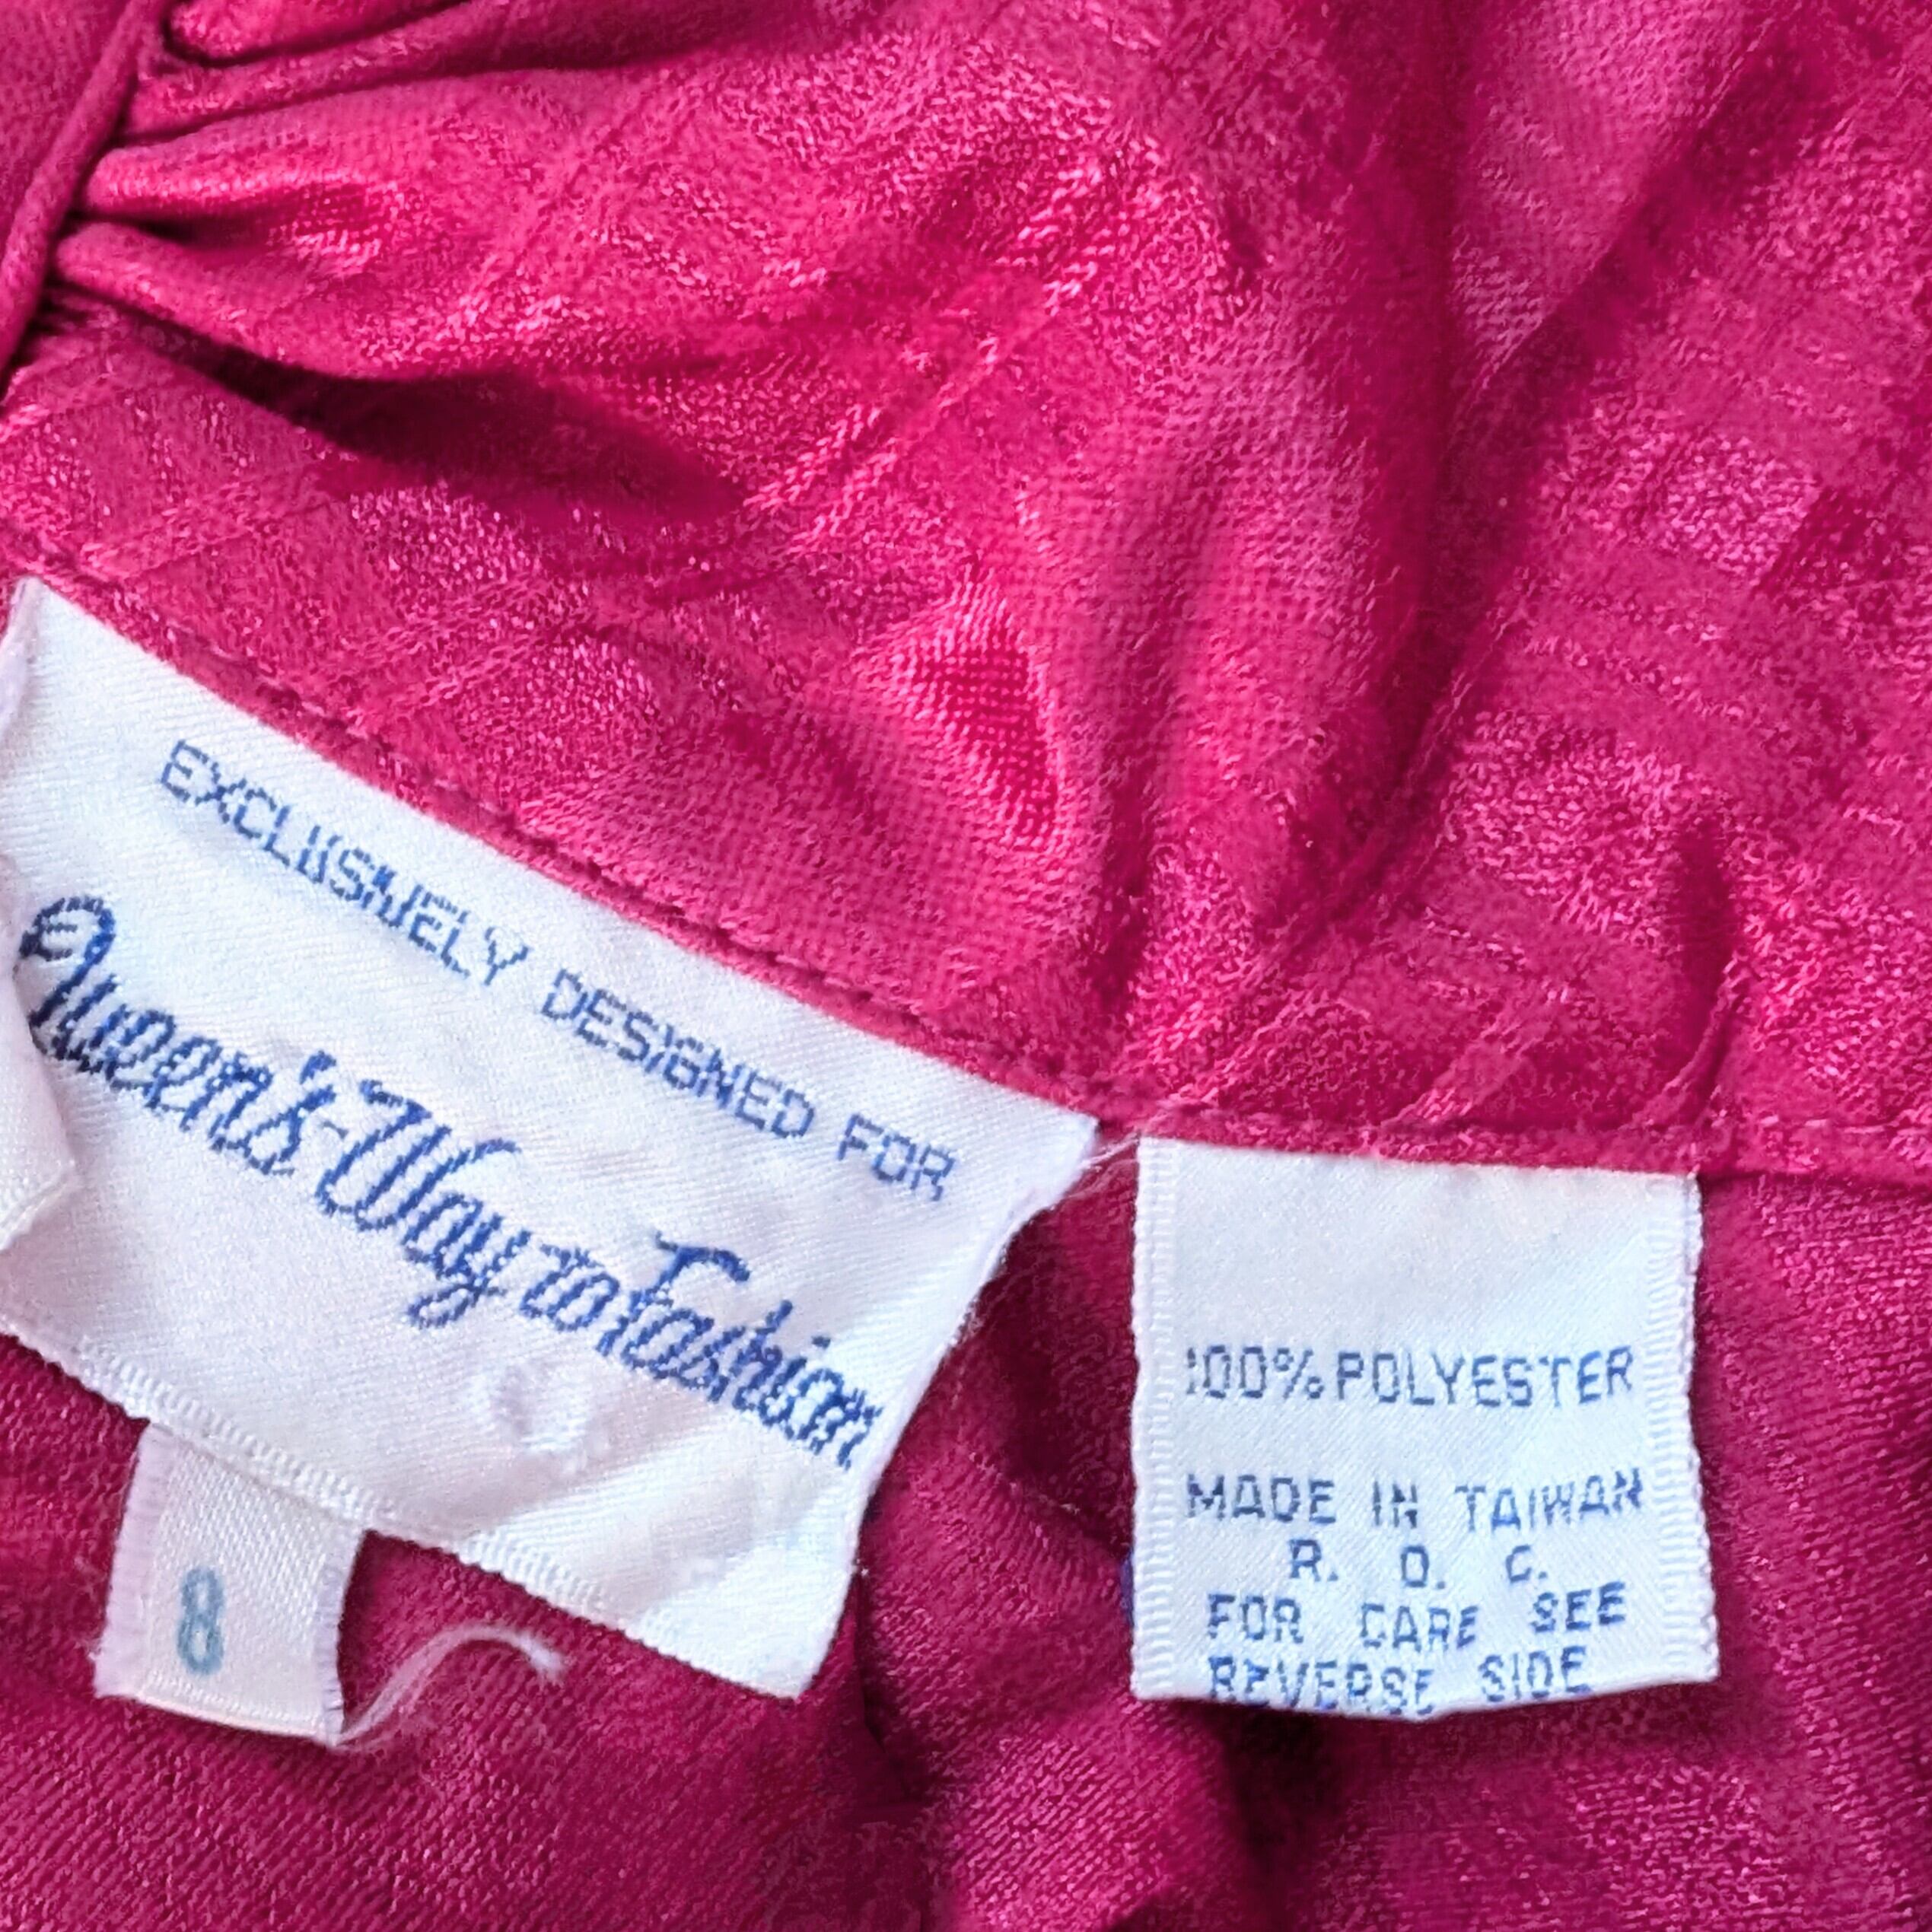 EXCLUSIVELY DESIGNED FOR
Queen's-Way to Fashion
8
100% POLYESTER
MADE IN TAIWAN
R. O. C.
FOR CARE SEE
REVERSE SIDE